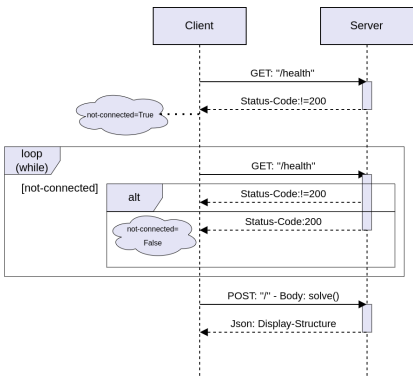 Client
Server
GET: "/health"
Status-Code:!=200
not-connected=True
loop
(while)
GET: "/health"
[not-connected]
alt
Status-Code:!=200
Status-Code:200
not-connected=
False
POST: "/" - Body: solve()
Json: Display-Structure